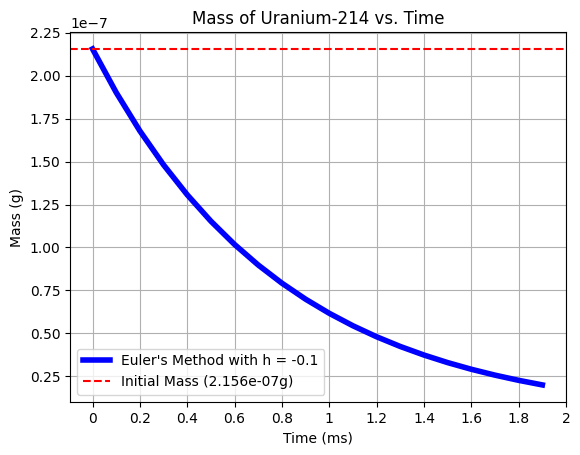 Mass of Uranium-214 vs. Time
1e−7
2.25
2.00
1.75
1.50
1.25
1.00
0.75
0.50
0.25
Mass (g)
Euler's Method with h = -0.1
Initial Mass (2.156e-07g)
0 0.2 0.4 0.6 0.8 1 1.2 1.4 1.6 1.8 2
Time (ms)